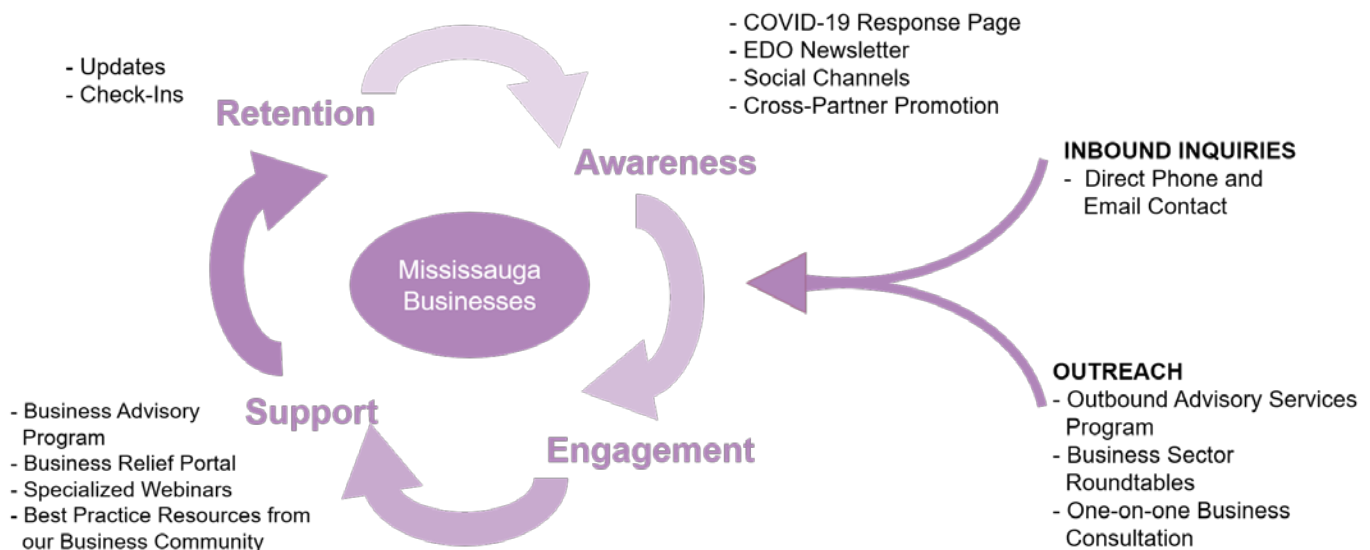 - Updates
- Check-Ins
Retention
- COVID-19 Response Page
- EDO Newsletter
- Social Channels
- Cross-Partner Promotion
Awareness
INBOUND INQUIRIES
- Direct Phone and
Email Contact
Mississauga
Businesses
OUTREACH
- Outbound Advisory Services
Program
- Business Sector
Roundtables
- One-on-one Business
Consultation
Engagement
Support
- Business Advisory
Program
- Business Relief Portal
- Specialized Webinars
- Best Practice Resources from
our Business Community